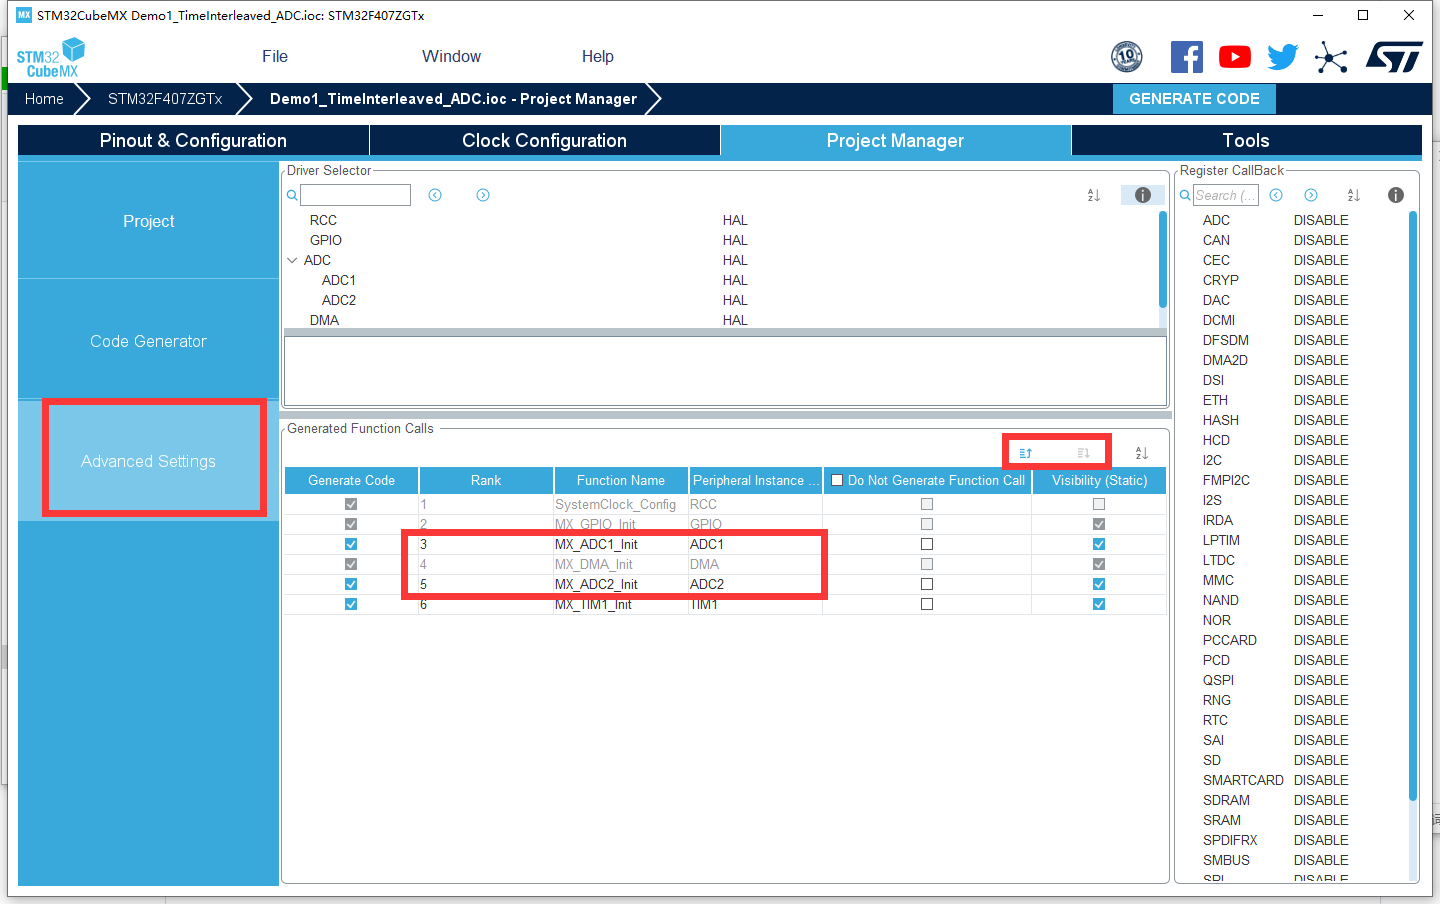 MX STM32CubeMX Demo1_TimeInterleaved_ADC.ioc: STM32F407ZGTx
STM32
CubeMX
File Window Help
10
YEARS
ST
Home STM32F407ZGTx Demo1_TimeInterleaved_ADC.ioc - Project Manager GENERATE CODE
Pinout & Configuration Clock Configuration Project Manager Tools
Project
Code Generator
Advanced Settings
Driver Selector
RCC HAL
GPIO HAL
ADC HAL
ADC1 HAL
ADC2 HAL
DMA HAL
Generated Function Calls
Generate Code Rank Function Name Peripheral Instance ... Do Not Generate Function Call Visibility (Static)
1 SystemClock_Config RCC
2 MX_GPIO_Init GPIO
3 MX_ADC1_Init ADC1
4 MX_DMA_Init DMA
5 MX_ADC2_Init ADC2
6 MX_TIM1_Init TIM1
Register CallBack
Search (...
ADC DISABLE
CAN DISABLE
CEC DISABLE
CRYP DISABLE
DAC DISABLE
DCMI DISABLE
DFSDM DISABLE
DMA2D DISABLE
DSI DISABLE
ETH DISABLE
HASH DISABLE
HCD DISABLE
I2C DISABLE
FMPI2C DISABLE
I2S DISABLE
IRDA DISABLE
LPTIM DISABLE
LTDC DISABLE
MMC DISABLE
NAND DISABLE
NOR DISABLE
PCCARD DISABLE
PCD DISABLE
QSPI DISABLE
RNG DISABLE
RTC DISABLE
SAI DISABLE
SD DISABLE
SMARTCARD DISABLE
SDRAM DISABLE
SRAM DISABLE
SPDIFRX DISABLE
SMBUS DISABLE
SPI DISABLE